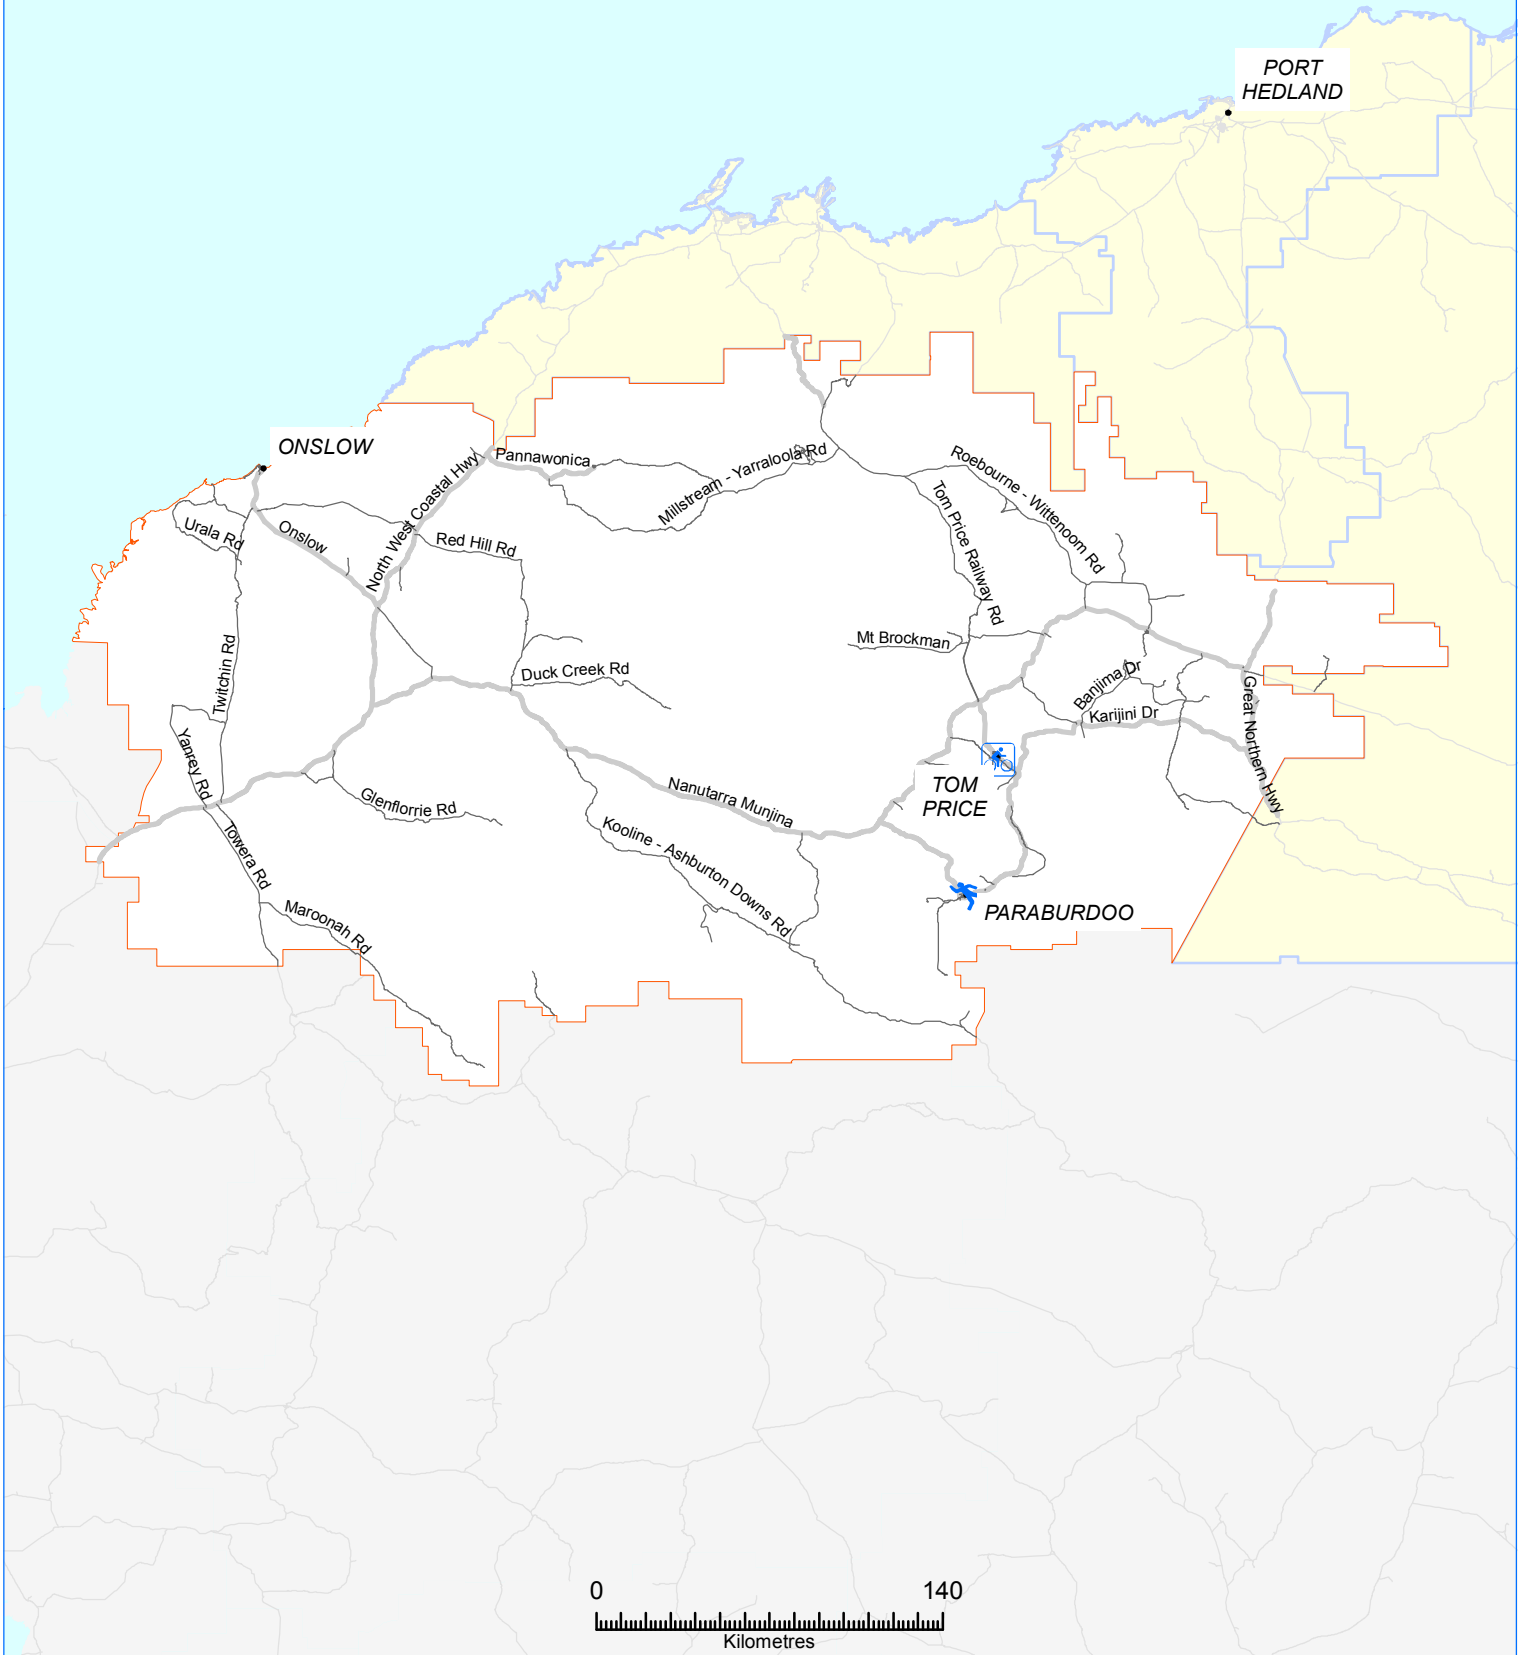 PORT
HEDLAND
ONSLOW
Pannawonica
North West Coastal Hwy
Millstream - Yarraloola Rd
Roebourne - Wittenoom Rd
Tom Price Railway Rd
Urala Rd
Onslow
Red Hill Rd
Mt Brockman
Twitchin Rd
Duck Creek Rd
Banjima Dr
Karijini Dr
Great Northern Hwy
Yanrey Rd
Glenflorrie Rd
Nanutarra Munjina
TOM
PRICE
Towera Rd
Kooline - Ashburton Downs Rd
Maroonah Rd
PARABURDOO
0 140
Kilometres